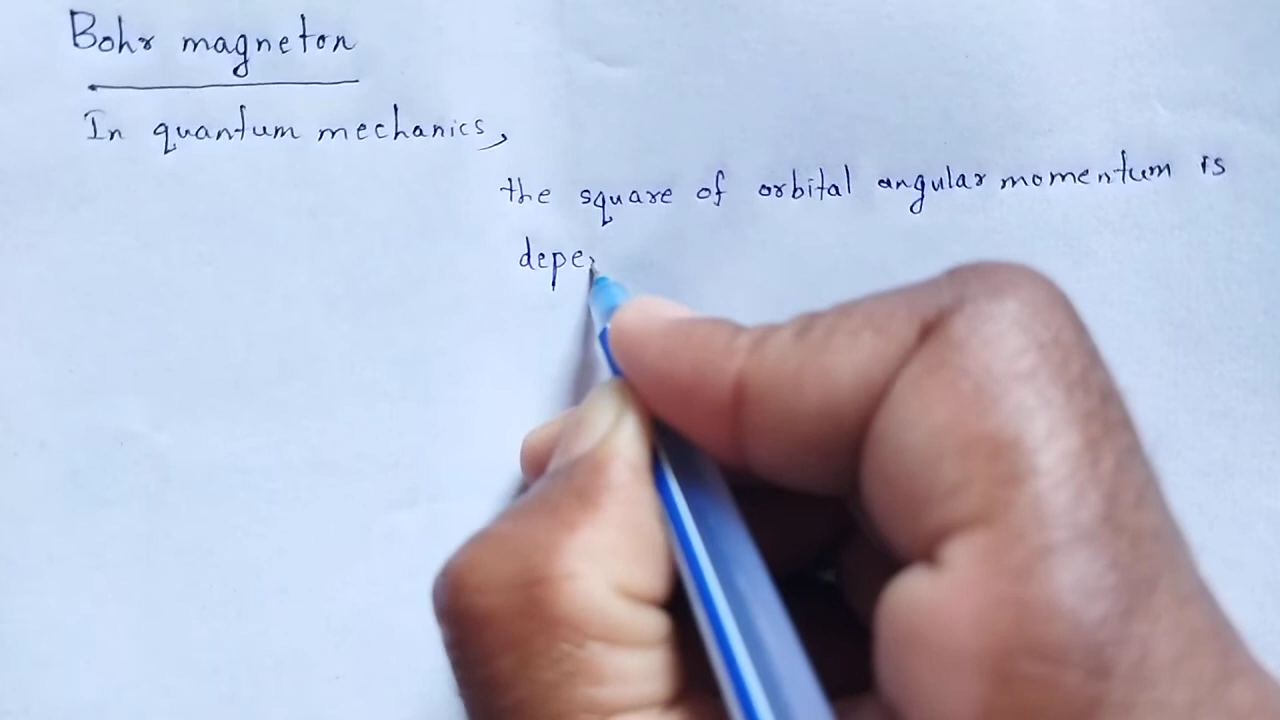 Bohr magneton
In quantum mechanics,
the square of orbital angular momentum is
depe